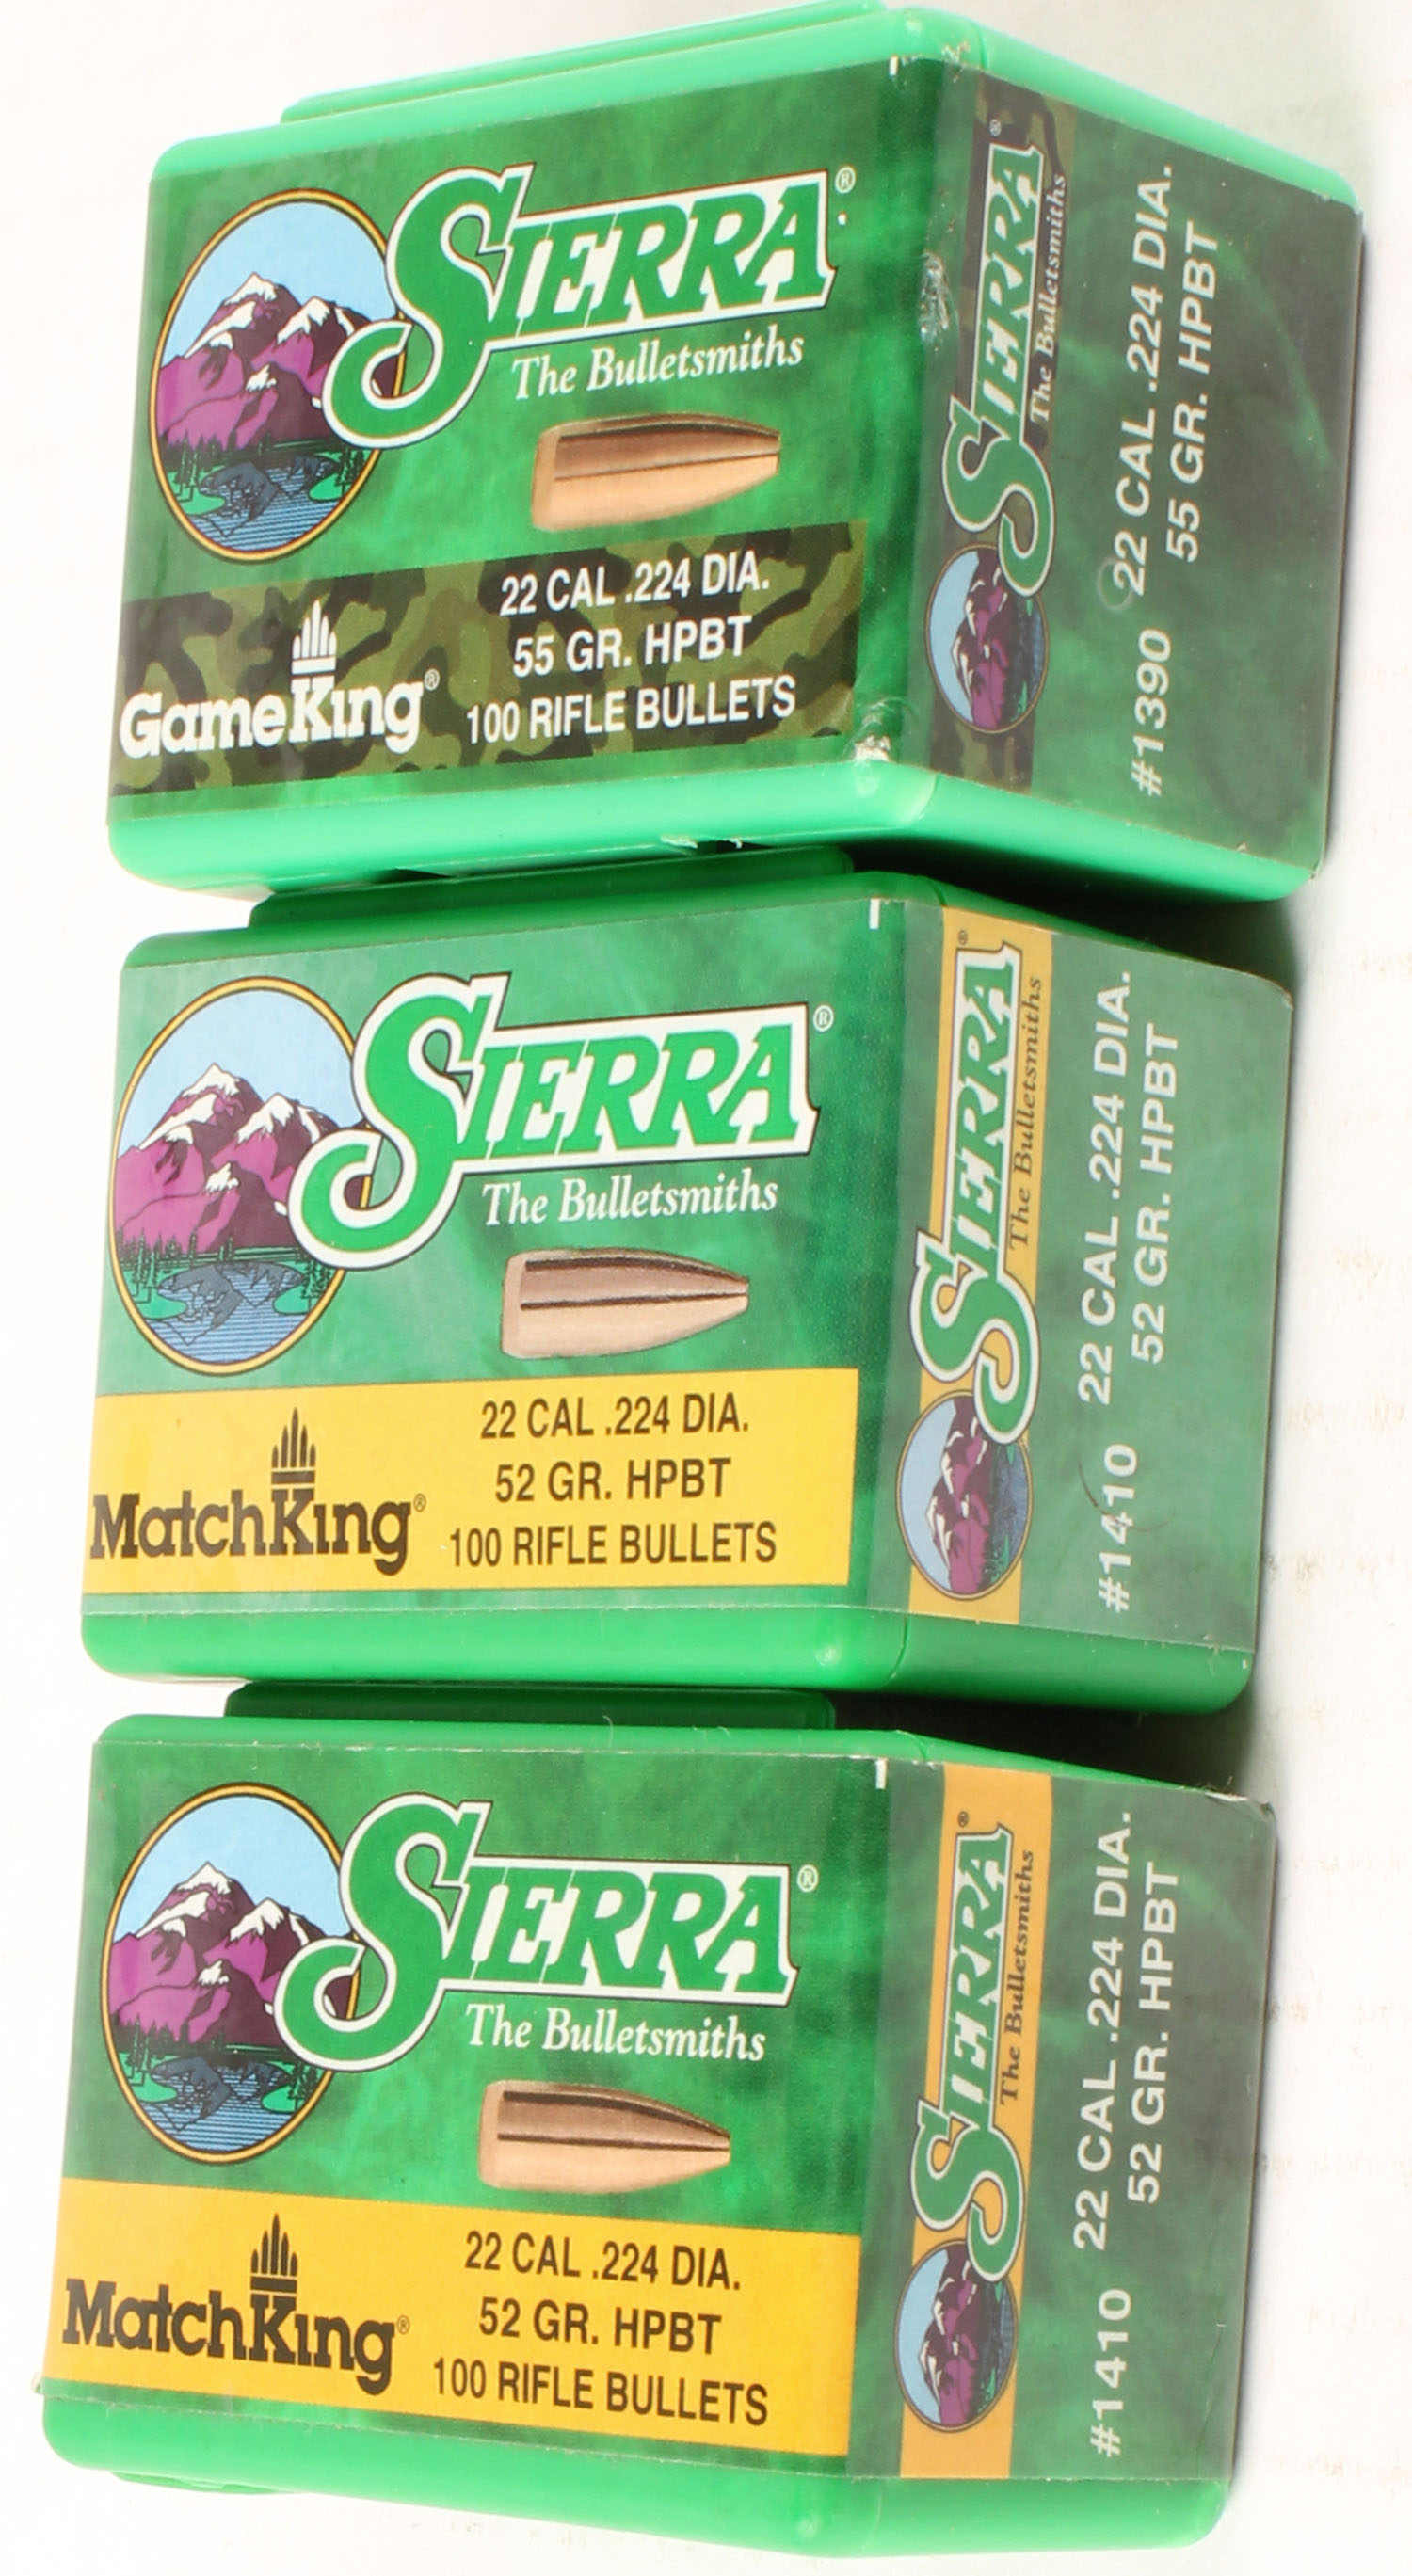 SIERRA®
The Bulletsmiths
22 CAL .224 DIA.
55 GR. HPBT
100 RIFLE BULLETS
GameKing®
SIERRA®
The Bulletsmiths
#1390 22 CAL .224 DIA.
55 GR. HPBT
SIERRA®
The Bulletsmiths
22 CAL .224 DIA.
52 GR. HPBT
100 RIFLE BULLETS
MatchKing®
SIERRA®
The Bulletsmiths
#1410 22 CAL .224 DIA.
52 GR. HPBT
SIERRA®
The Bulletsmiths
22 CAL .224 DIA.
52 GR. HPBT
100 RIFLE BULLETS
MatchKing®
SIERRA®
The Bulletsmiths
#1410 22 CAL .224 DIA.
52 GR. HPBT